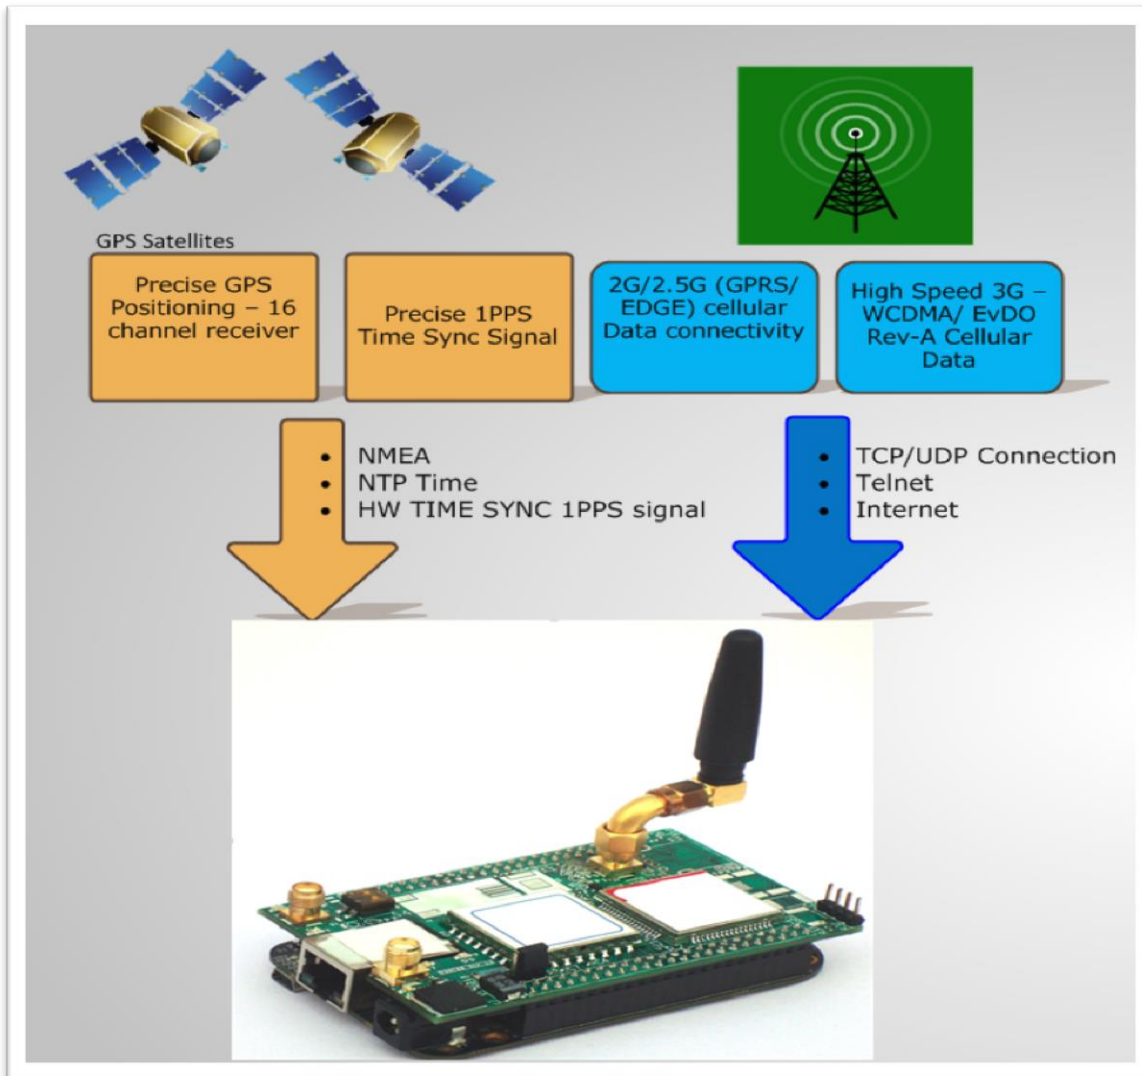 GPS Satellites
Precise GPS
Positioning – 16
channel receiver
Precise 1PPS
Time Sync Signal
2G/2.5G (GPRS/
EDGE) cellular
Data connectivity
High Speed 3G –
WCDMA/ EvDO
Rev-A Cellular
Data
• NMEA
• NTP Time
• HW TIME SYNC 1PPS signal
• TCP/UDP Connection
• Telnet
• Internet